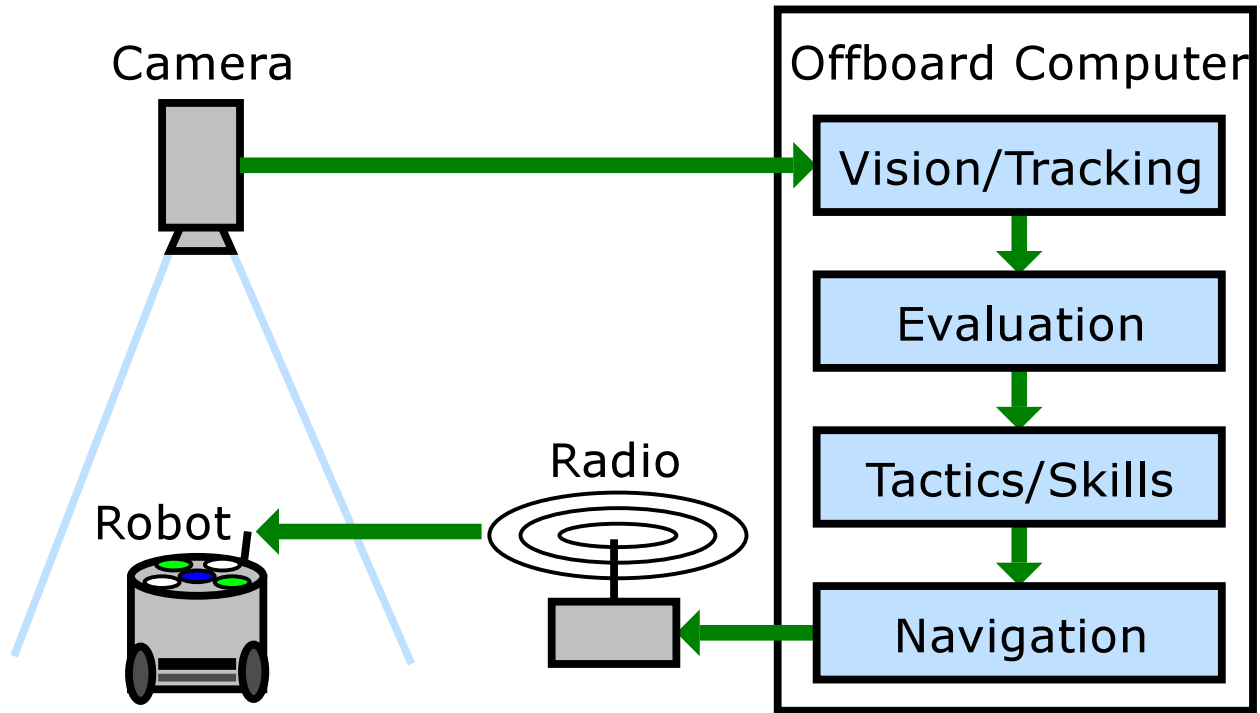 Camera
Offboard Computer
Vision/Tracking
Evaluation
Tactics/Skills
Navigation
Radio
Robot